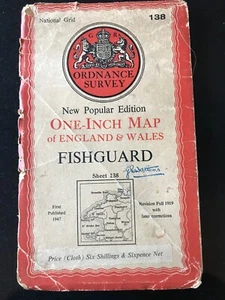 National Grid
138
G R
ORDNANCE
SURVEY
New Popular Edition
ONE-INCH MAP
of ENGLAND & WALES
FISHGUARD
Sheet 138
First
Published
1947
Revision Full 1919
with
later corrections
Price (Cloth) Six Shillings & Sixpence Net